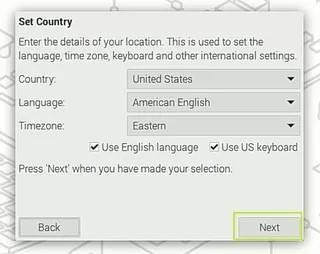 Set Country
Enter the details of your location. This is used to set the
language, time zone, keyboard and other international settings.
Country: United States
Language: American English
Timezone: Eastern
Use English language Use US keyboard
Press 'Next' when you have made your selection.
Back Next